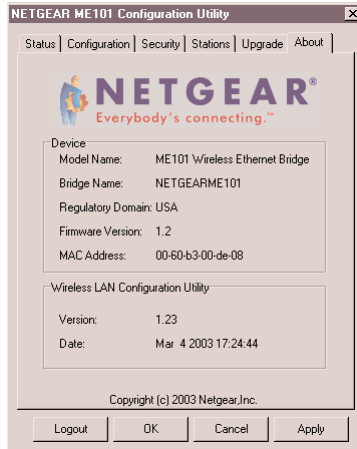 NETGEAR ME101 Configuration Utility
Status Configuration Security Stations Upgrade About
NETGEAR®
Everybody's connecting.™
Device
Model Name: ME101 Wireless Ethernet Bridge
Bridge Name: NETGEARME101
Regulatory Domain: USA
Firmware Version: 1.2
MAC Address: 00-60-b3-00-de-08
Wireless LAN Configuration Utility
Version: 1.23
Date: Mar 4 2003 17:24:44
Copyright (c) 2003 Netgear,Inc.
Logout OK Cancel Apply